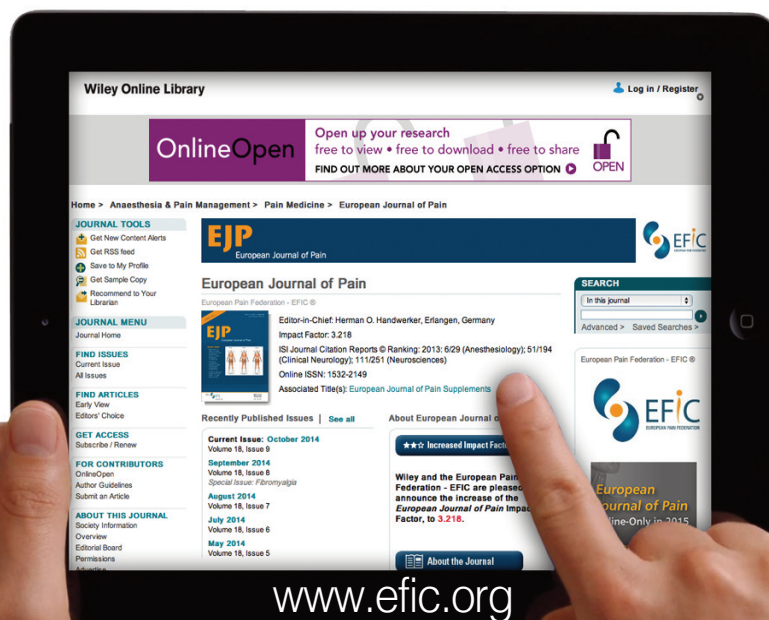 Wiley Online Library
Log in / Register
OnlineOpen
Open up your research
free to view • free to download • free to share
FIND OUT MORE ABOUT YOUR OPEN ACCESS OPTION
OPEN
Home > Anaesthesia & Pain Management > Pain Medicine > European Journal of Pain
JOURNAL TOOLS
Get New Content Alerts
Get RSS feed
Save to My Profile
Get Sample Copy
Recommend to Your
Librarian
JOURNAL MENU
Journal Home
FIND ISSUES
Current Issue
All Issues
FIND ARTICLES
Early View
Editors' Choice
GET ACCESS
Subscribe / Renew
FOR CONTRIBUTORS
OnlineOpen
Author Guidelines
Submit an Article
ABOUT THIS JOURNAL
Society Information
Overview
Editorial Board
Permissions
Advertise
EJP
European Journal of Pain
EFIC
European Journal of Pain
European Pain Federation - EFIC ®
EJP
Editor-in-Chief: Herman O. Handwerker, Erlangen, Germany
Impact Factor: 3.218
ISI Journal Citation Reports © Ranking: 2013: 6/29 (Anesthesiology); 51/194
(Clinical Neurology); 111/251 (Neurosciences)
Online ISSN: 1532-2149
Associated Title(s): European Journal of Pain Supplements
Recently Published Issues | See all
Current Issue: October 2014
Volume 18, Issue 9
September 2014
Volume 18, Issue 8
Special Issue: Fibromyalgia
August 2014
Volume 18, Issue 7
July 2014
Volume 18, Issue 6
May 2014
Volume 18, Issue 5
About European Journal
Increased Impact Fact
Wiley and the European Pain
Federation - EFIC are pleased
announce the increase of the
European Journal of Pain Impa
Factor, to 3.218.
About the Journal
SEARCH
In this journal
Advanced > Saved Searches >
European Pain Federation - EFIC ®
EFIC
EUROPEAN PAIN FEDERATION
European
ournal of Pain
line-Only in 2015
www.efic.org